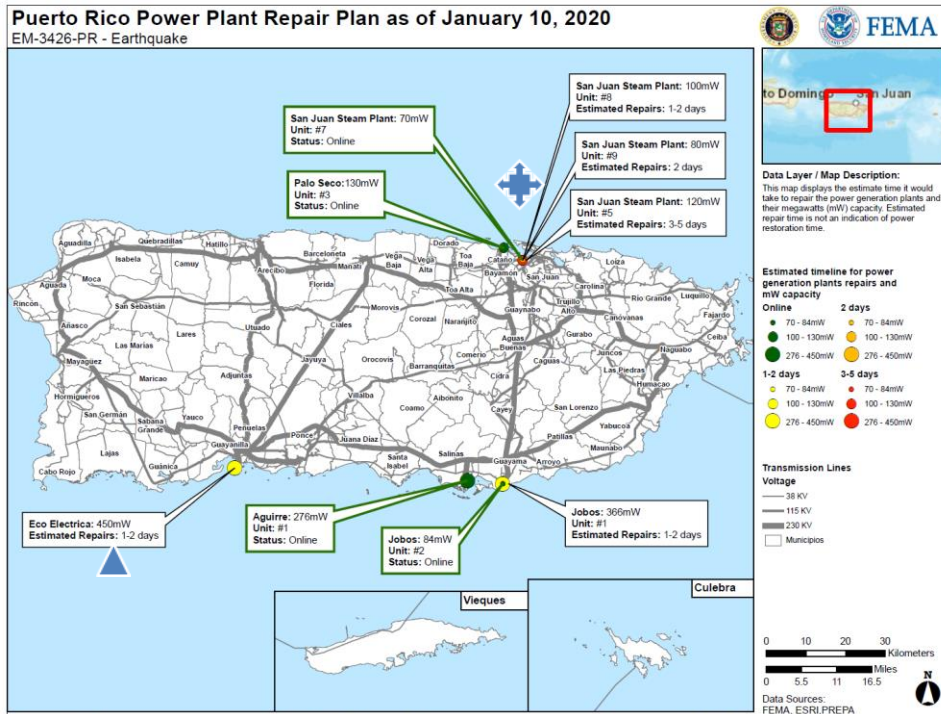 Puerto Rico Power Plant Repair Plan as of January 10, 2020
EM-3426-PR - Earthquake
FEMA
San Juan Steam Plant: 100mW
Unit: #8
Estimated Repairs: 1-2 days
San Juan Steam Plant: 70mW
Unit: #7
Status: Online
San Juan Steam Plant: 80mW
Unit: #9
Estimated Repairs: 2 days
Palo Seco:130mW
Unit: #3
Status: Online
San Juan Steam Plant: 120mW
Unit: #5
Estimated Repairs: 3-5 days
Aguadilla
Isabela
Quebradillas
Camuy
Hatillo
Arecibo
Barceloneta
Manatí
Vega Baja
Vega Alta
Dorado
Toa Baja
Toa Alta
Cataño
Bayamón
San Juan
Guaynabo
Carolina
Trujillo Alto
Loiza
Canovanas
Rio Grande
Luquillo
Fajardo
Ceiba
Rincón
Aguada
Moca
San Sebastián
Florida
Añasco
Las Marías
Lares
Utuado
Ciales
Morovis
Corozal
Naranjito
Aguas Buenas
Gurabo
Juncos
Las Piedras
Naguabo
Mayagüez
Maricao
Adjuntas
Jayuya
Orocovis
Barranquitas
Comerio
Cidra
Caguas
Humacao
Hormigueros
San Germán
Sabana Grande
Yauco
Peñuelas
Villalba
Coamo
Aibonito
Cayey
San Lorenzo
Yabucoa
Cabo Rojo
Lajas
Guánica
Guayanilla
Ponce
Juana Díaz
Santa Isabel
Salinas
Guayama
Arroyo
Patillas
Maunabo
Eco Electrica: 450mW
Estimated Repairs: 1-2 days
Aguirre: 276mW
Unit: #1
Status: Online
Jobos: 84mW
Unit: #2
Status: Online
Jobos: 366mW
Unit: #1
Estimated Repairs: 1-2 days
Vieques
Culebra
to Domingo
San Juan
Data Layer / Map Description:
This map displays the estimate time it would
take to repair the power generation plants and
their megawatts (mW) capacity. Estimated
repair time is not an indication of power
restoration time.
Estimated timeline for power
generation plants repairs and
mW capacity
Online
70 - 84mW
100 - 130mW
276 - 450mW
2 days
70 - 84mW
100 - 130mW
276 - 450mW
1-2 days
70 - 84mW
100 - 130mW
276 - 450mW
3-5 days
70 - 84mW
100 - 130mW
276 - 450mW
Transmission Lines
Voltage
38 KV
115 KV
230 KV
Municipios
0 10 20 30
Kilometers
Miles
0 5.5 11 16.5
N
Data Sources:
FEMA, ESRI,PREPA